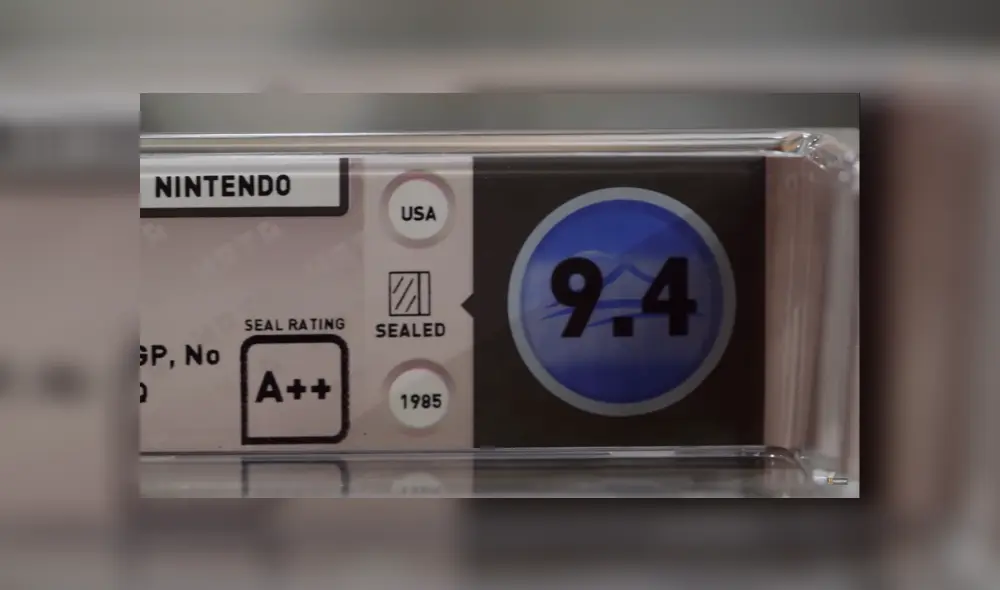 NINTENDO
USA
SEALED
SEAL RATING
GP, No
A++
1985
9.4